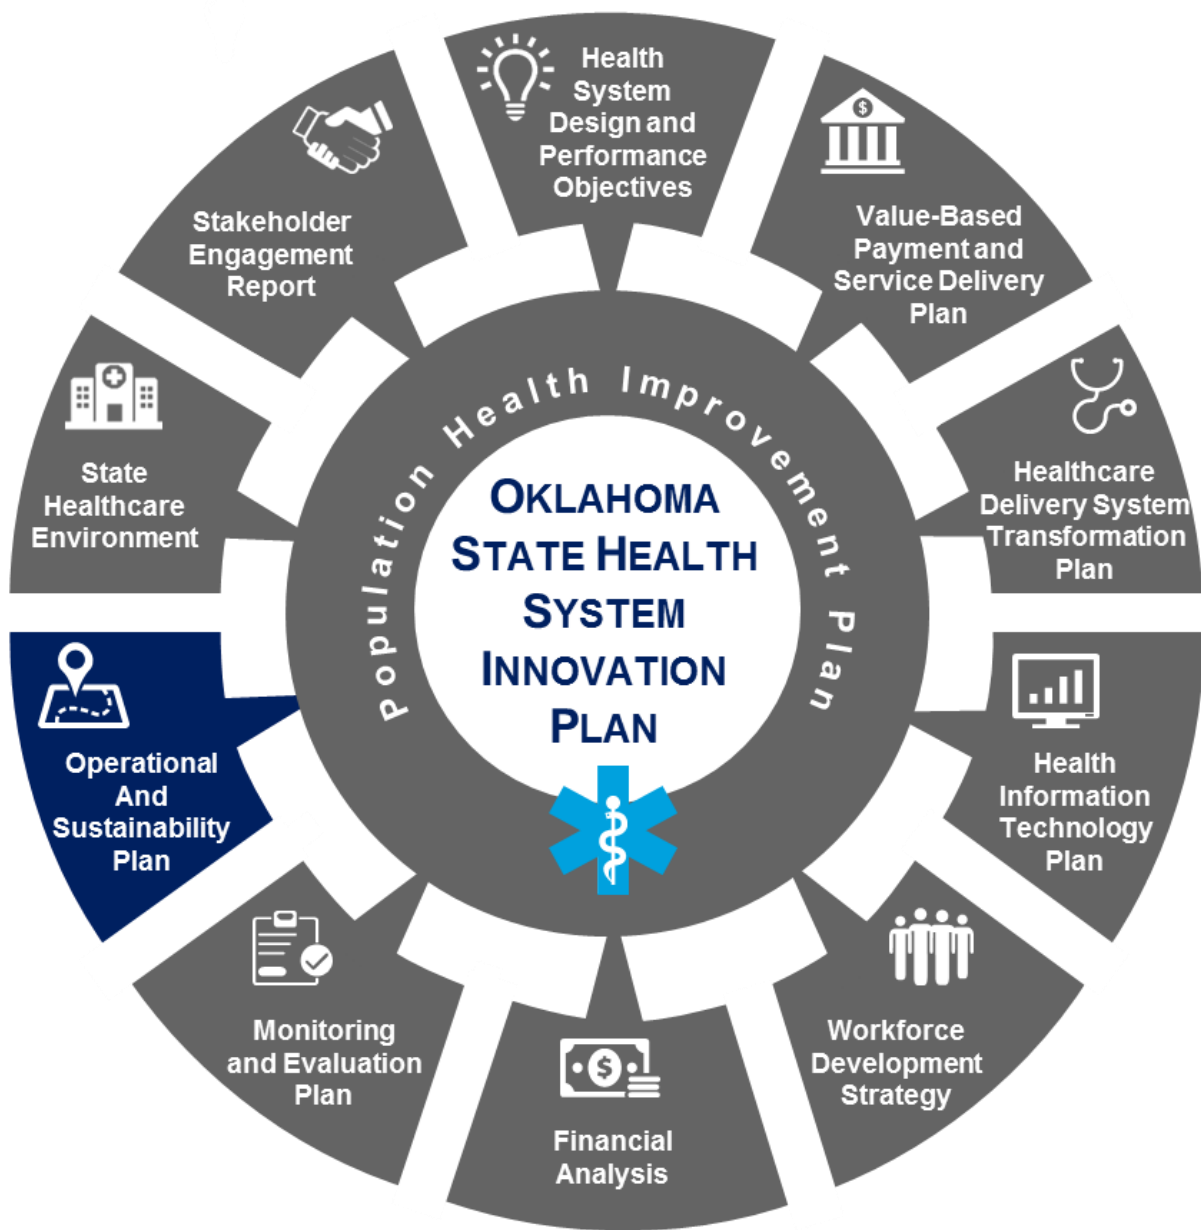 Health
System
Design and
Performance
Objectives
Value-Based
Payment and
Service Delivery
Plan
Healthcare
Delivery System
Transformation
Plan
Health
Information
Technology
Plan
Workforce
Development
Strategy
$
Financial
Analysis
Monitoring
and Evaluation
Plan
Operational
And
Sustainability
Plan
State
Healthcare
Environment
Stakeholder
Engagement
Report
$
Population Health Improvement Plan
OKLAHOMA
STATE HEALTH
SYSTEM
INNOVATION
PLAN